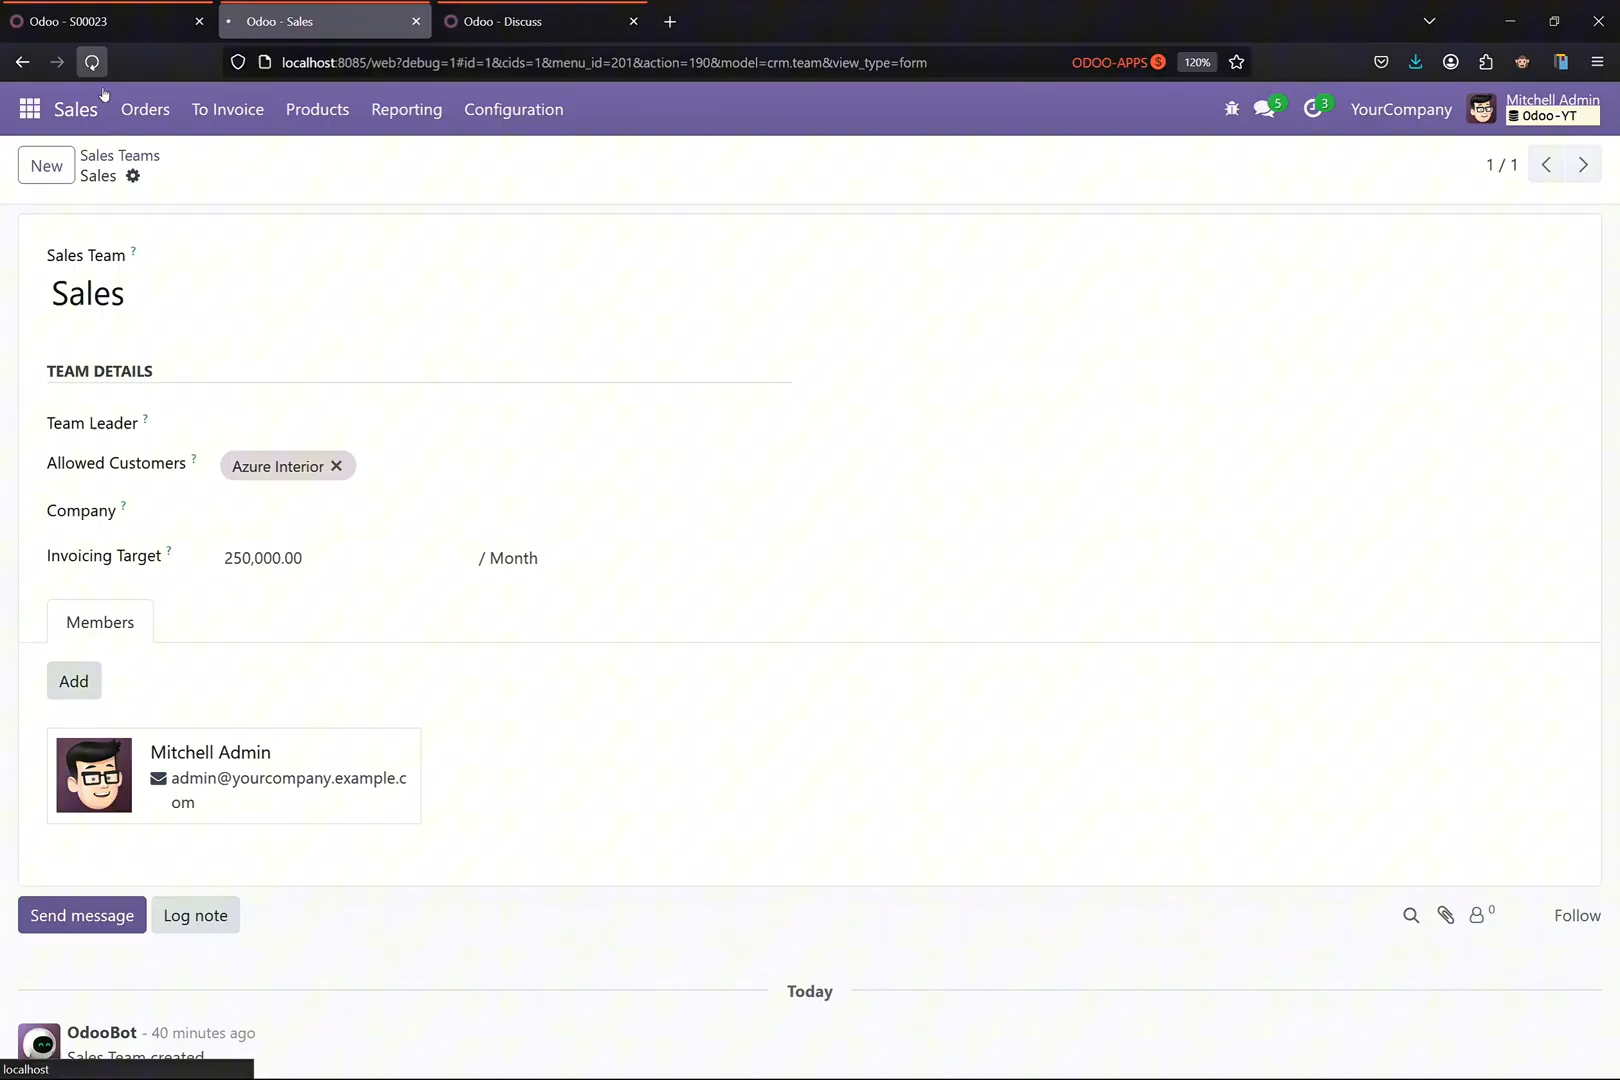 Odoo - S00023
Odoo - Sales
Odoo - Discuss
localhost:8085/web?debug=1#id=1&cids=1&menu_id=201&action=190&model=crm.team&view_type=form
ODOO-APPS
120%
Sales
Orders
To Invoice
Products
Reporting
Configuration
5
3
YourCompany
Mitchell Admin
Odoo-YT
New
Sales Teams
Sales
1 / 1
Sales Team ?
Sales
TEAM DETAILS
Team Leader ?
Allowed Customers ?
Azure Interior
Company ?
Invoicing Target ?
250,000.00
/ Month
Members
Add
Mitchell Admin
admin@yourcompany.example.c
om
Send message
Log note
0
Follow
Today
OdooBot - 40 minutes ago
Sales Team created
localhost